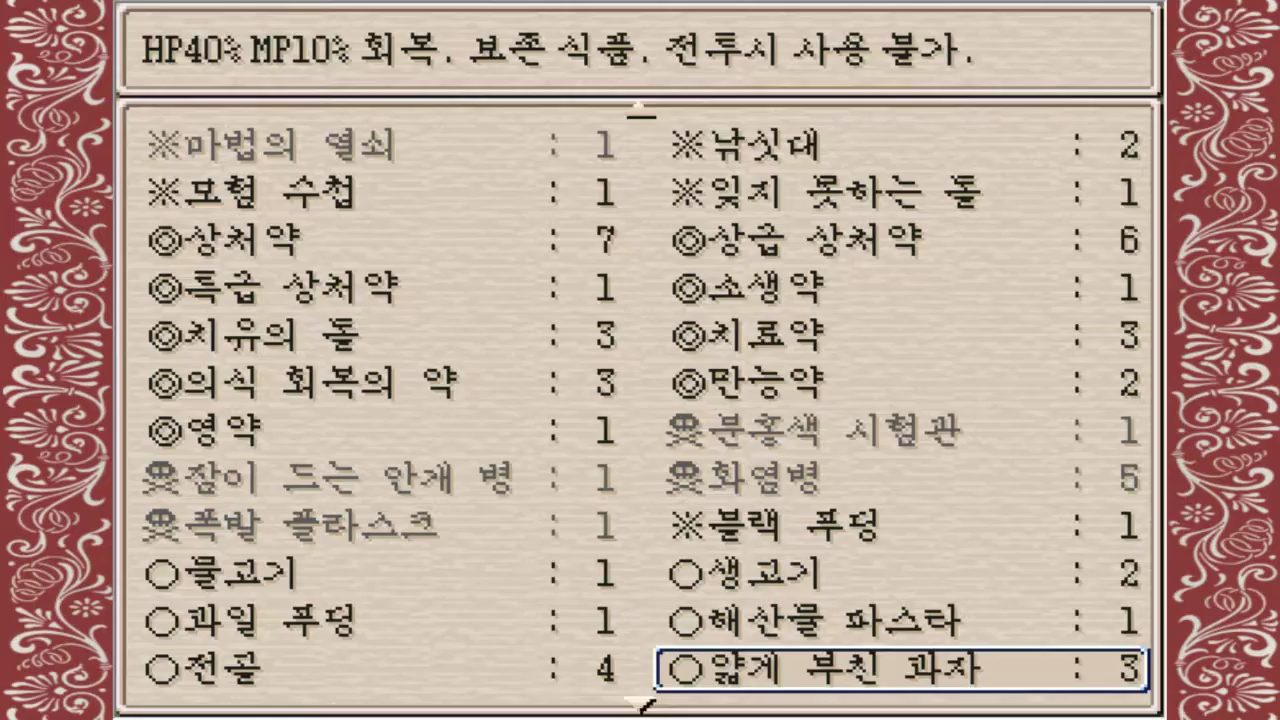 HP40% MP10% 회복. 보존 식품. 전투시 사용 불가.
※마법의 열쇠 : 1 ※낚싯대 : 2
※모험 수첩 : 1 ※잊지 못하는 돌 : 1
◎상처약 : 7 ◎상급 상처약 : 6
◎특급 상처약 : 1 ◎소생약 : 1
◎치유의 돌 : 3 ◎치료약 : 3
◎의식 회복의 약 : 3 ◎만능약 : 2
◎영약 : 1 ☠분홍색 시험관 : 1
☠잠이 드는 안개 병 : 1 ☠화염병 : 5
☠폭발 플라스크 : 1 ※블랙 푸딩 : 1
○물고기 : 1 ○생고기 : 2
○과일 푸딩 : 1 ○해산물 파스타 : 1
○전골 : 4 ○얇게 부친 과자 : 3